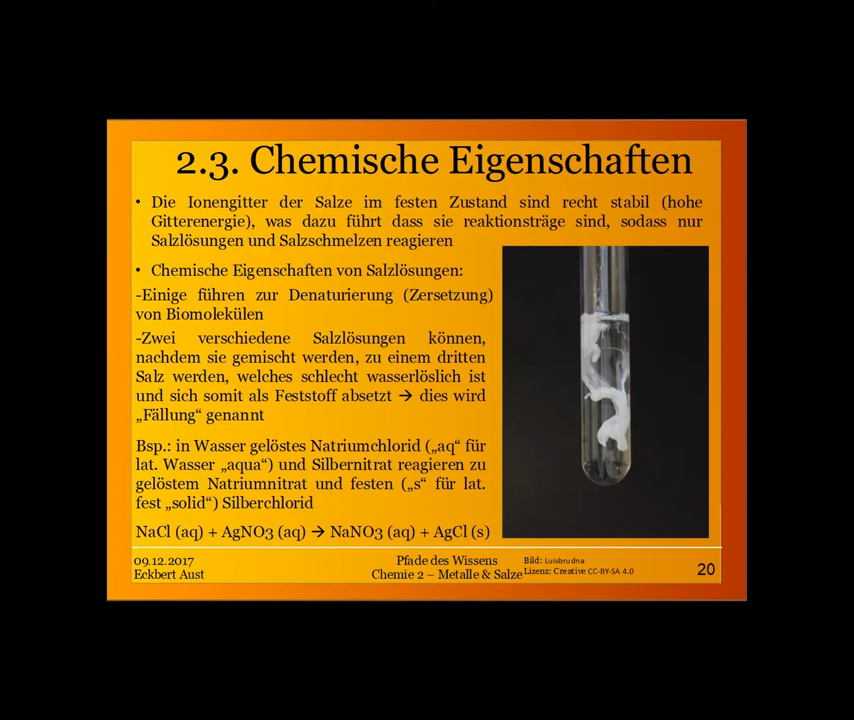 2.3. Chemische Eigenschaften
• Die Ionengitter der Salze im festen Zustand sind recht stabil (hohe
Gitterenergie), was dazu führt dass sie reaktionsträge sind, sodass nur
Salzlösungen und Salzschmelzen reagieren
• Chemische Eigenschaften von Salzlösungen:
-Einige führen zur Denaturierung (Zersetzung)
von Biomolekülen
-Zwei verschiedene Salzlösungen können,
nachdem sie gemischt werden, zu einem dritten
Salz werden, welches schlecht wasserlöslich ist
und sich somit als Feststoff absetzt → dies wird
„Fällung“ genannt
Bsp.: in Wasser gelöstes Natriumchlorid („aq“ für
lat. Wasser „aqua“) und Silbernitrat reagieren zu
gelöstem Natriumnitrat und festen („s“ für lat.
fest „solid“) Silberchlorid
NaCl (aq) + AgNO3 (aq) → NaNO3 (aq) + AgCl (s)
09.12.2017
Eckbert Aust
Pfade des Wissens
Chemie 2 – Metalle & Salze
Bild: Luisbrudna
Lizenz: Creative CC-BY-SA 4.0
20